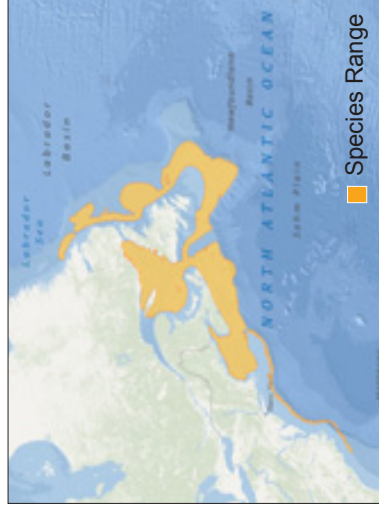 Labrador
Sea
Labrador
Basin
Newfoundland
Basin
NORTH ATLANTIC OCEAN
Sohm Plain
Species Range